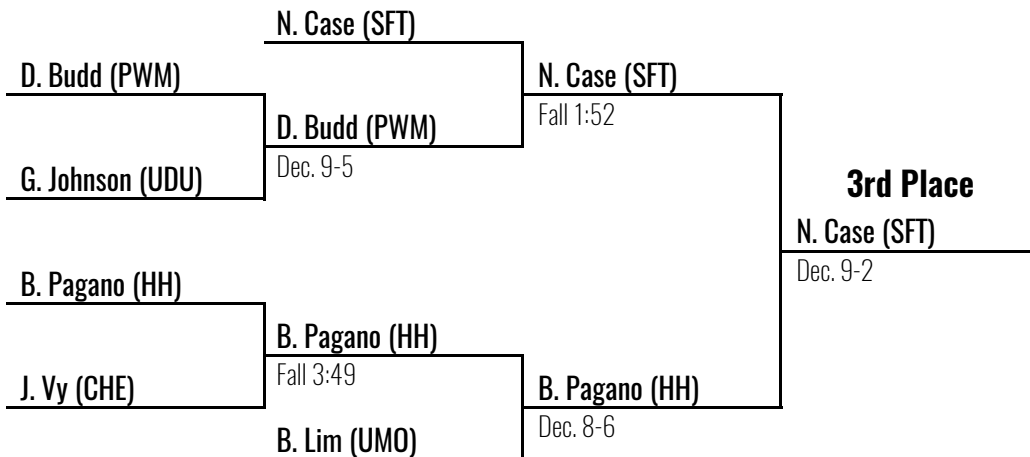 N. Case (SFT)
D. Budd (PWM)
N. Case (SFT)
Fall 1:52
D. Budd (PWM)
Dec. 9-5
G. Johnson (UDU)
3rd Place
N. Case (SFT)
Dec. 9-2
B. Pagano (HH)
B. Pagano (HH)
Fall 3:49
J. Vy (CHE)
B. Pagano (HH)
Dec. 8-6
B. Lim (UMO)